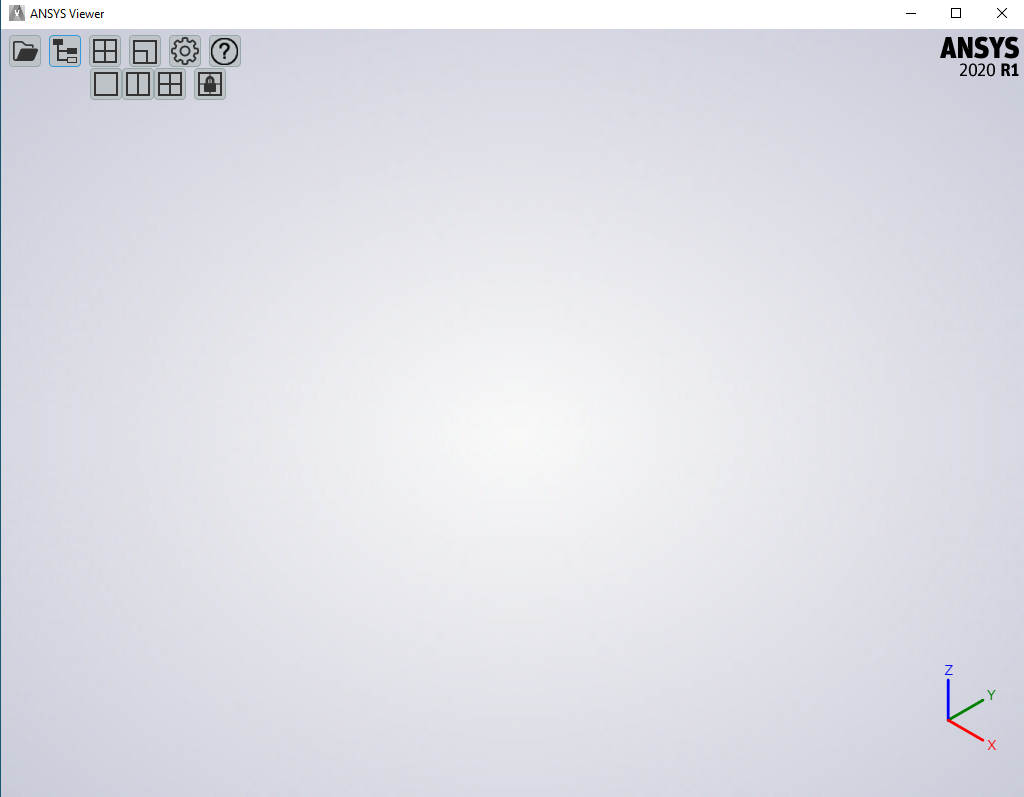 ANSYS Viewer
ANSYS
2020 R1
Z
Y
X